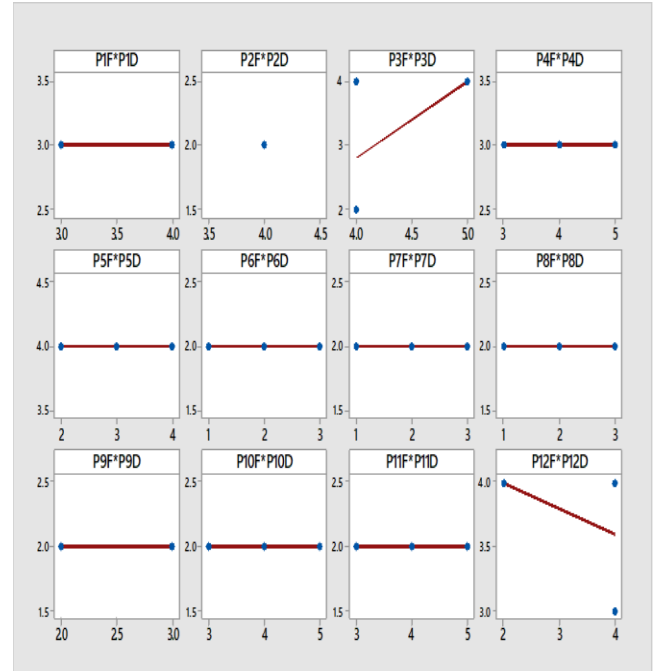 P1F*P1D P2F*P2D P3F*P3D P4F*P4D
3.5 2.5 4 3.5
3.0 2.0 3 3.0
2.5 1.5 2 2.5
3.0 3.5 4.0 3.5 4.0 4.5 4.0 4.5 5.0 3 4 5
P5F*P5D P6F*P6D P7F*P7D P8F*P8D
4.5 2.5 2.5 2.5
4.0 2.0 2.0 2.0
3.5 1.5 1.5 1.5
2 3 4 1 2 3 1 2 3 1 2 3
P9F*P9D P10F*P10D P11F*P11D P12F*P12D
2.5 2.5 2.5 4.0
2.0 2.0 2.0 3.5
1.5 1.5 1.5 3.0
2.0 2.5 3.0 3 4 5 3 4 5 2 3 4